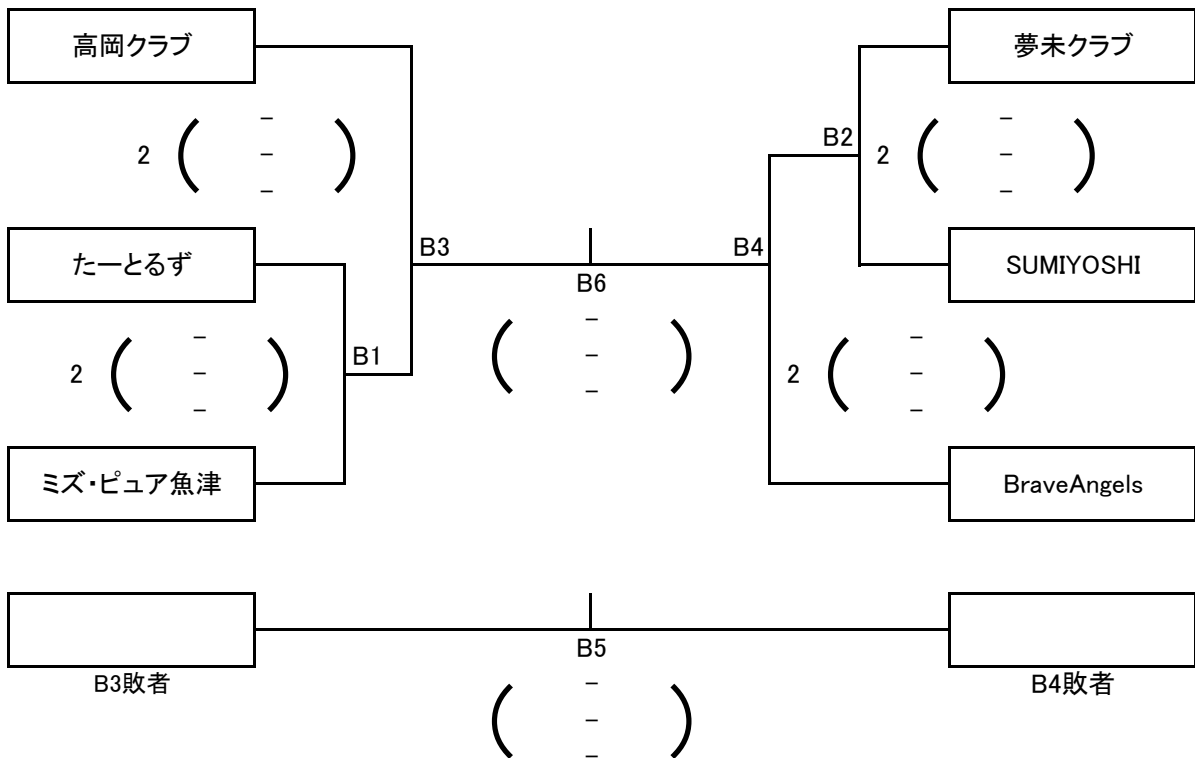 高岡クラブ
夢未クラブ
2 ( - - - )
B2
2 ( - - - )
たーとるず
B3
B4
SUMIYOSHI
B6
( - - - )
2 ( - - - )
B1
2 ( - - - )
ミズ・ピュア魚津
BraveAngels
B5
B3敗者
B4敗者
( - - - )